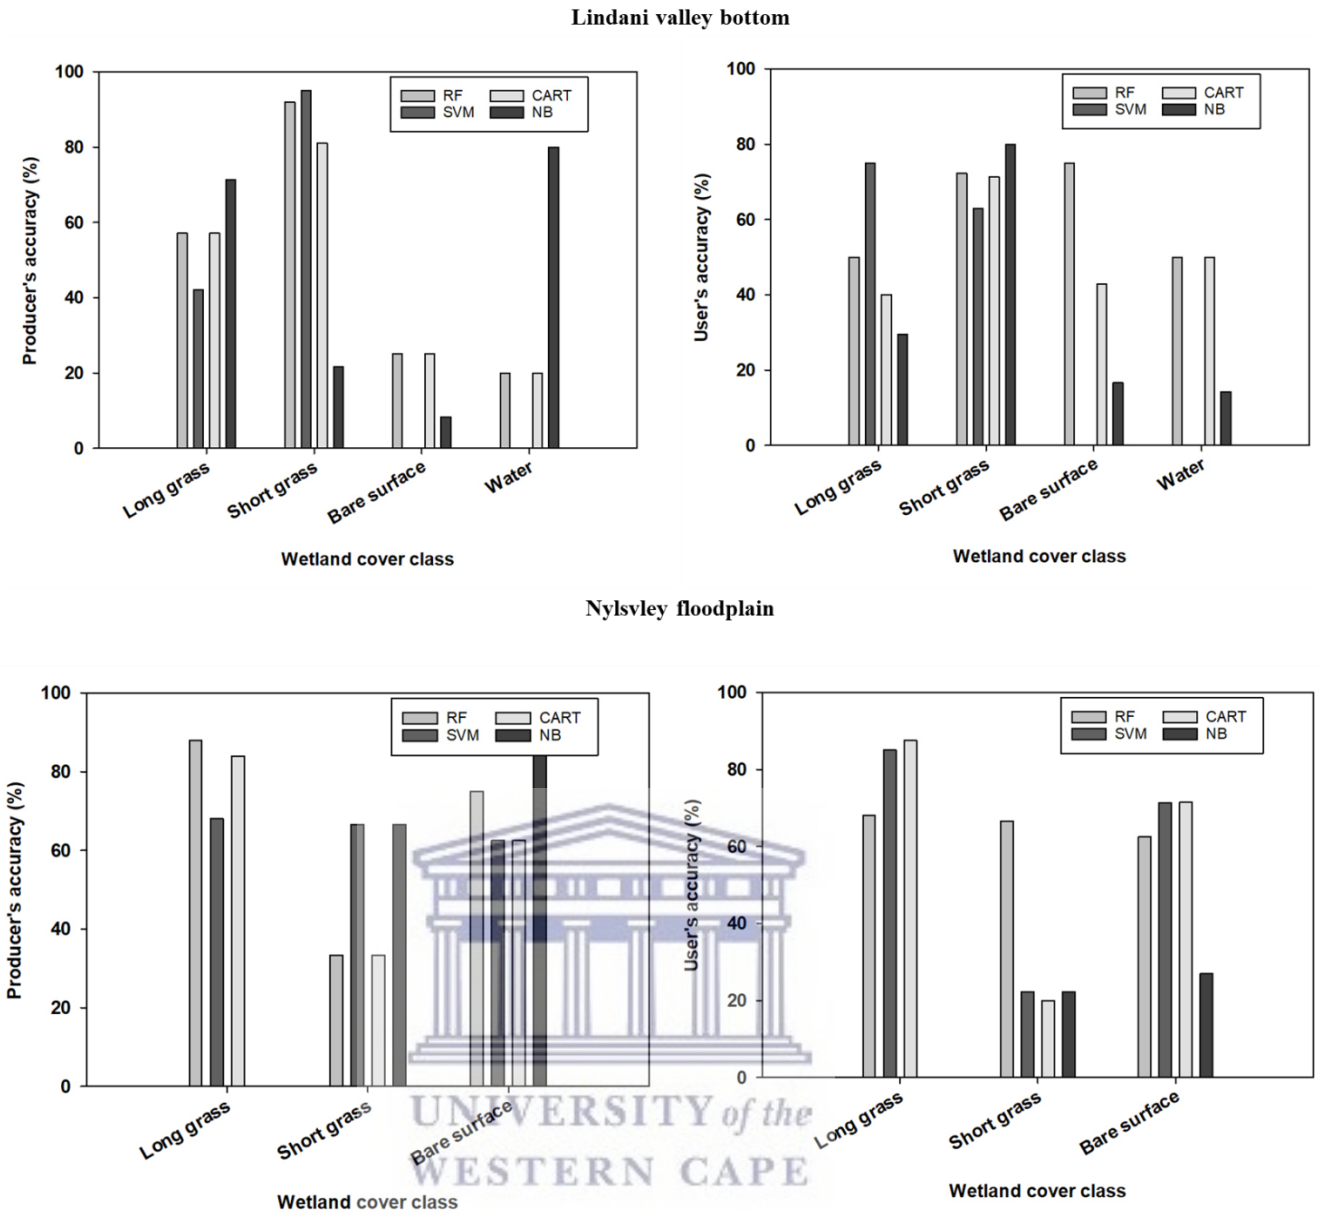 Lindani valley bottom
Producer's accuracy (%)
100
80
60
40
20
0
RF CART
SVM NB
Long grass
Short grass
Bare surface
Water
Wetland cover class
User's accuracy (%)
100
80
60
40
20
0
RF CART
SVM NB
Long grass
Short grass
Bare surface
Water
Wetland cover class
Nylsvley floodplain
Producer's accuracy (%)
100
80
60
40
20
0
RF CART
SVM NB
Long grass
Short grass
Bare surface
Wetland cover class
User's accuracy (%)
100
80
60
40
20
0
RF CART
SVM NB
Long grass
Short grass
Bare surface
Wetland cover class
UNIVERSITY of the
WESTERN CAPE